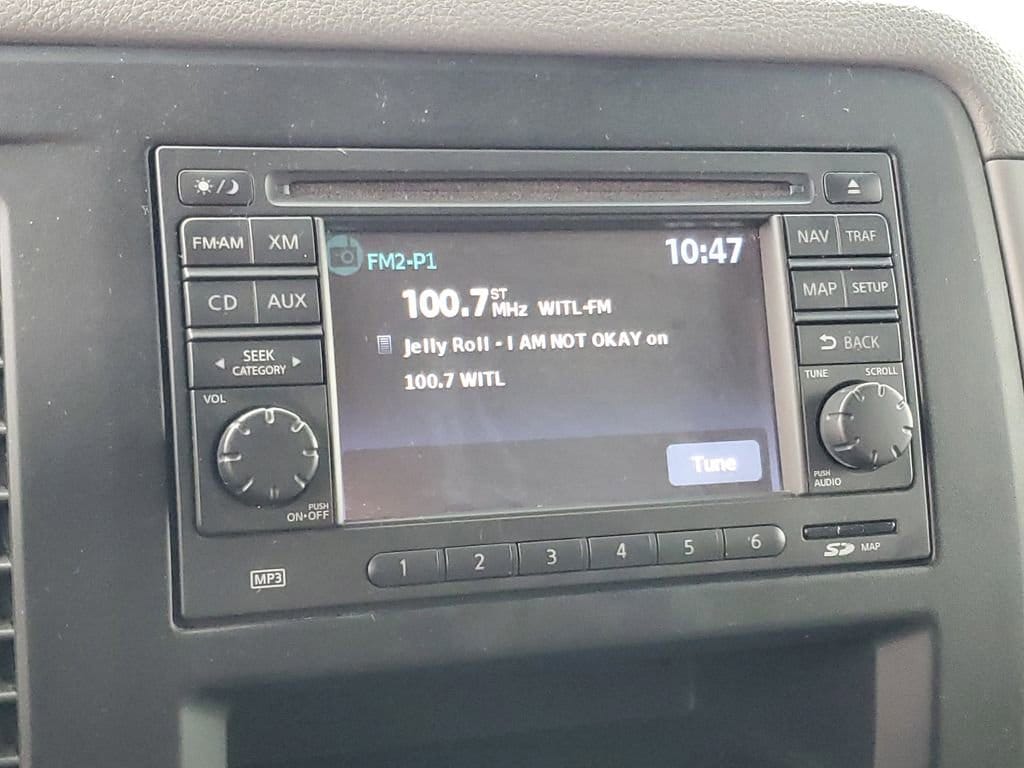 FM·AM
XM
CD
AUX
SEEK
CATEGORY
VOL
PUSH
ON·OFF
MP3
FM2-P1
10:47
100.7 ST MHz WITL-FM
Jelly Roll - I AM NOT OKAY on
100.7 WITL
Tune
NAV
TRAF
MAP
SETUP
BACK
TUNE
SCROLL
PUSH
AUDIO
1
2
3
4
5
6
SD MAP